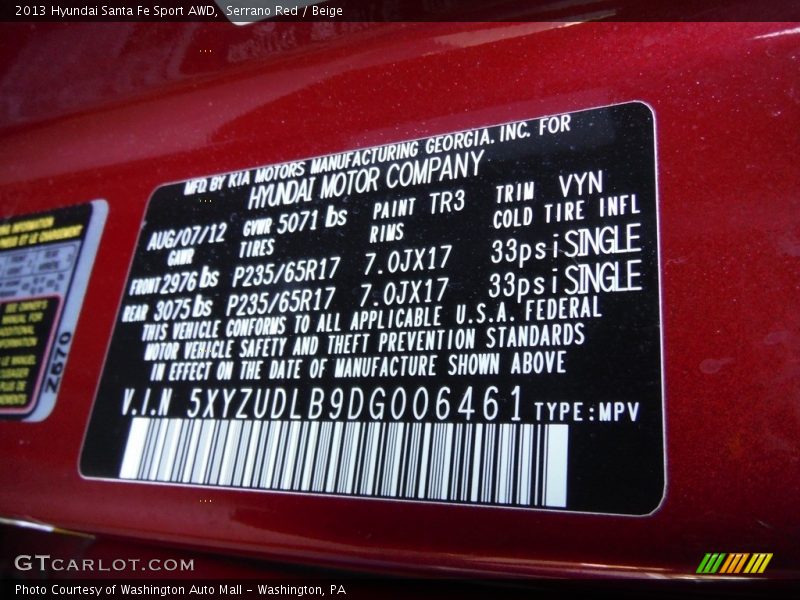 2013 Hyundai Santa Fe Sport AWD,  Serrano Red / Beige
MFD. BY KIA MOTORS MANUFACTURING GEORGIA. INC. FOR
HYUNDAI MOTOR COMPANY
AUG/07/12 GVWR 5071 lbs PAINT TR3 TRIM VYN
GAWR TIRES RIMS COLD TIRE INFL
FRONT 2976 lbs P235/65R17 7.0JX17 33psi SINGLE
REAR 3075 lbs P235/65R17 7.0JX17 33psi SINGLE
THIS VEHICLE CONFORMS TO ALL APPLICABLE U.S.A. FEDERAL
MOTOR VEHICLE SAFETY AND THEFT PREVENTION STANDARDS
IN EFFECT ON THE DATE OF MANUFACTURE SHOWN ABOVE
V.I.N 5XYZUDLB9DG006461 TYPE:MPV
Z670
GTCARLOT.COM
Photo Courtesy of Washington Auto Mall - Washington, PA